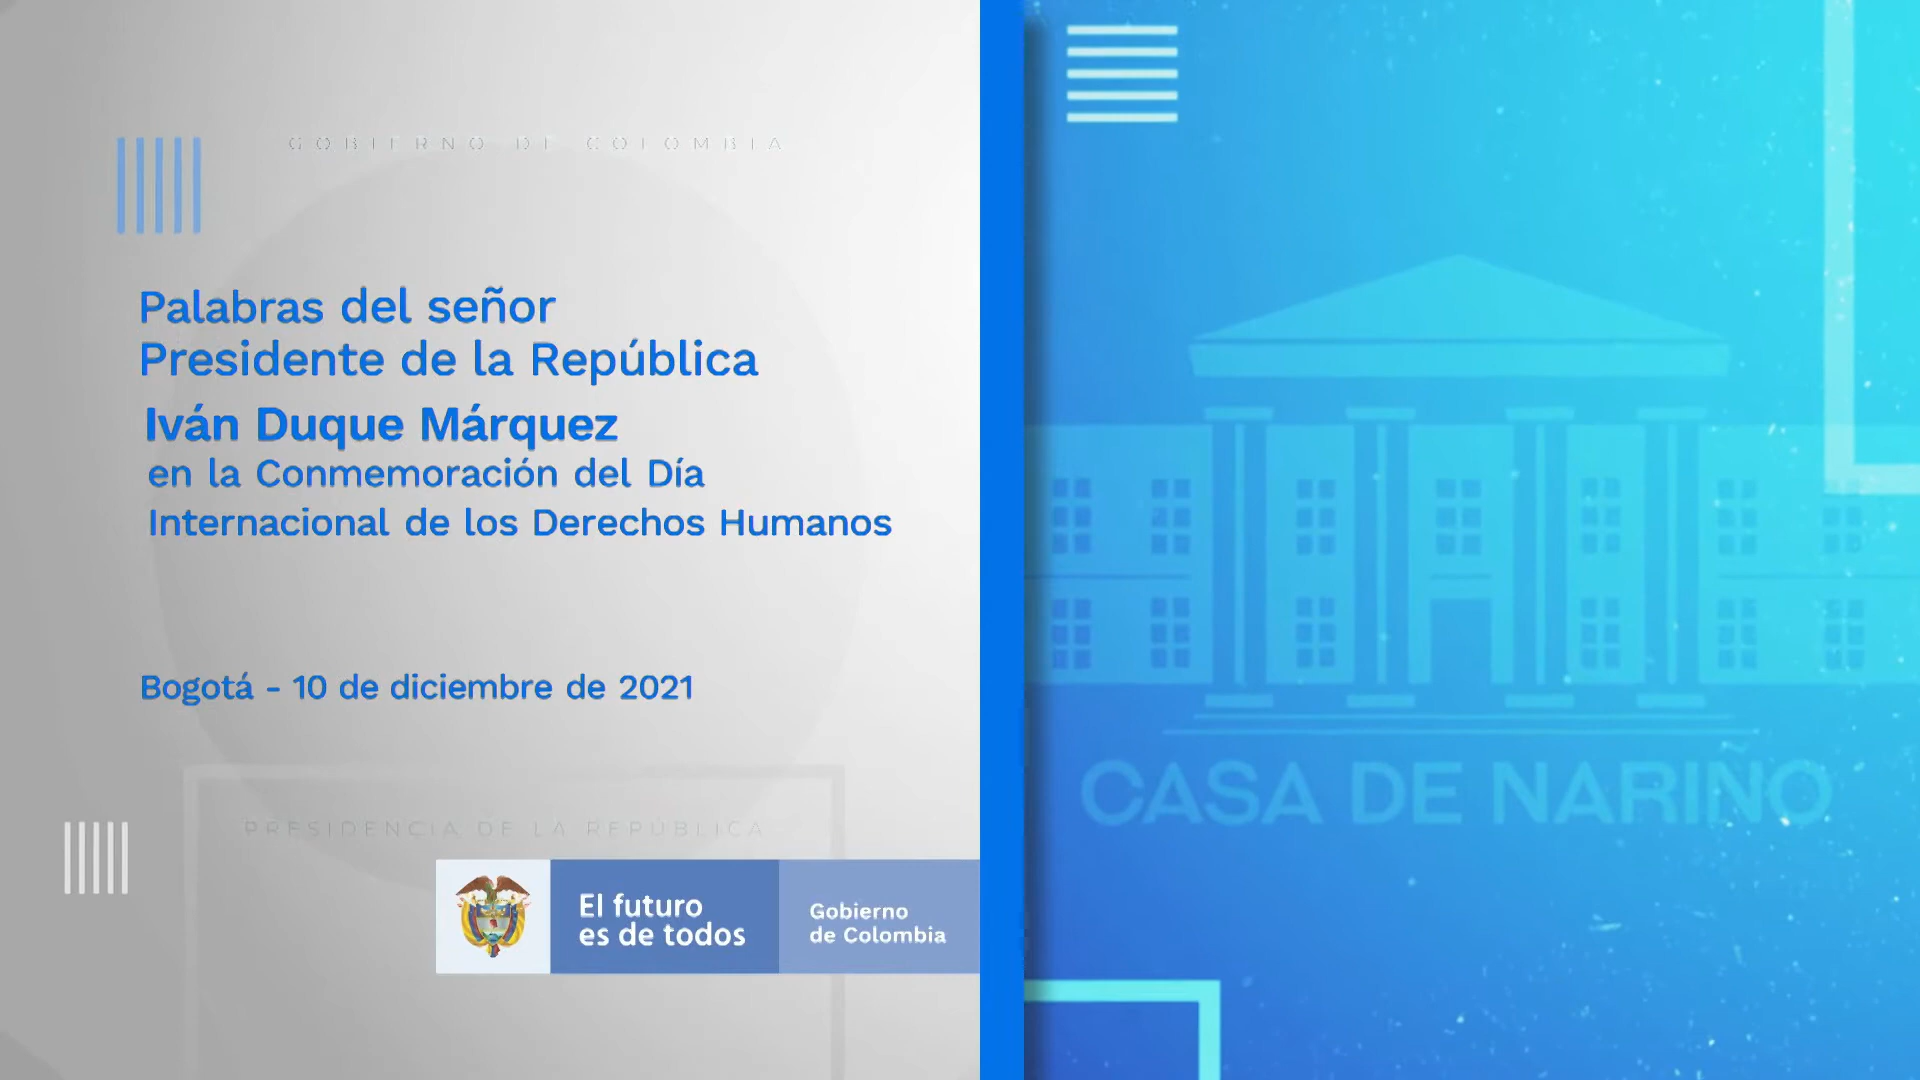 GOBIERNO DE COLOMBIA
Palabras del señor
Presidente de la República
Iván Duque Márquez
en la Conmemoración del Día
Internacional de los Derechos Humanos
Bogotá - 10 de diciembre de 2021
PRESIDENCIA DE LA REPÚBLICA
El futuro
es de todos
Gobierno
de Colombia
CASA DE NARIÑO